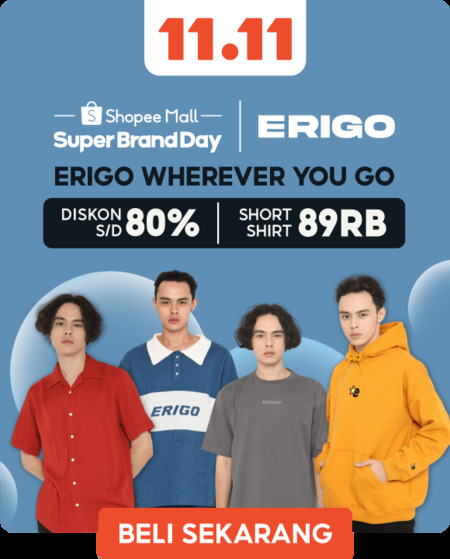 11.11
S Shopee Mall
Super Brand Day
ERIGO
ERIGO WHEREVER YOU GO
DISKON S/D 80%
SHORT SHIRT 89RB
ERIGO
BELI SEKARANG